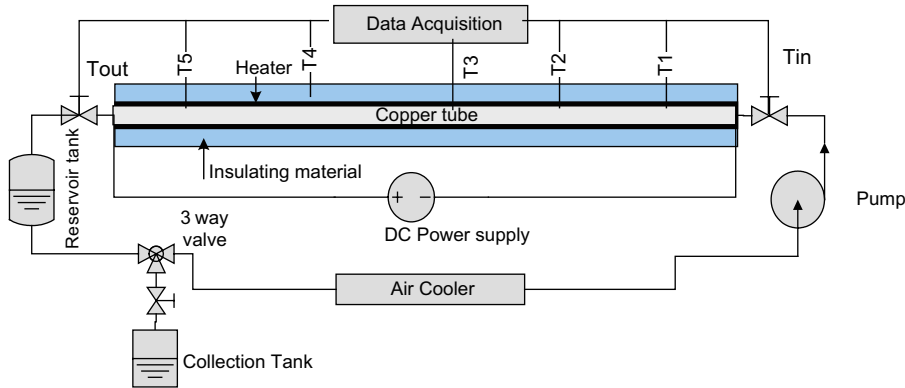 Data Acquisition
Tout
T5
Heater
T4
T3
T2
T1
Tin
Copper tube
Reservoir tank
Insulating material
+
−
Pump
3 way
valve
DC Power supply
Air Cooler
Collection Tank